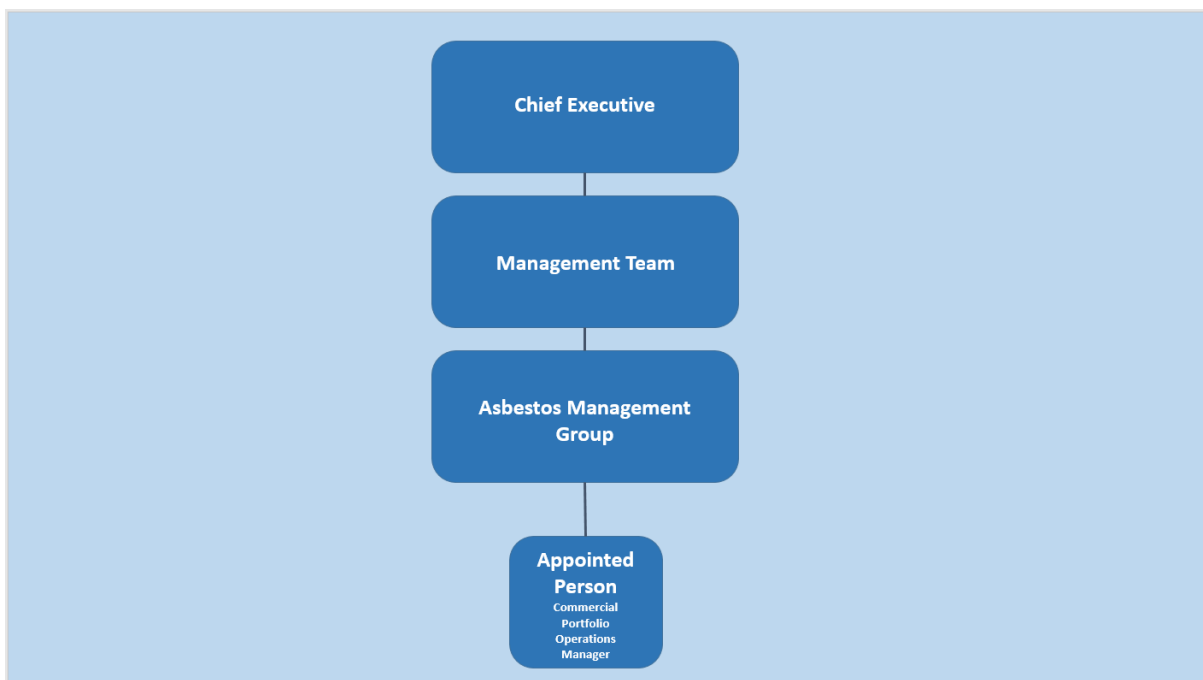 Chief Executive
Management Team
Asbestos Management
Group
Appointed
Person
Commercial
Portfolio
Operations
Manager